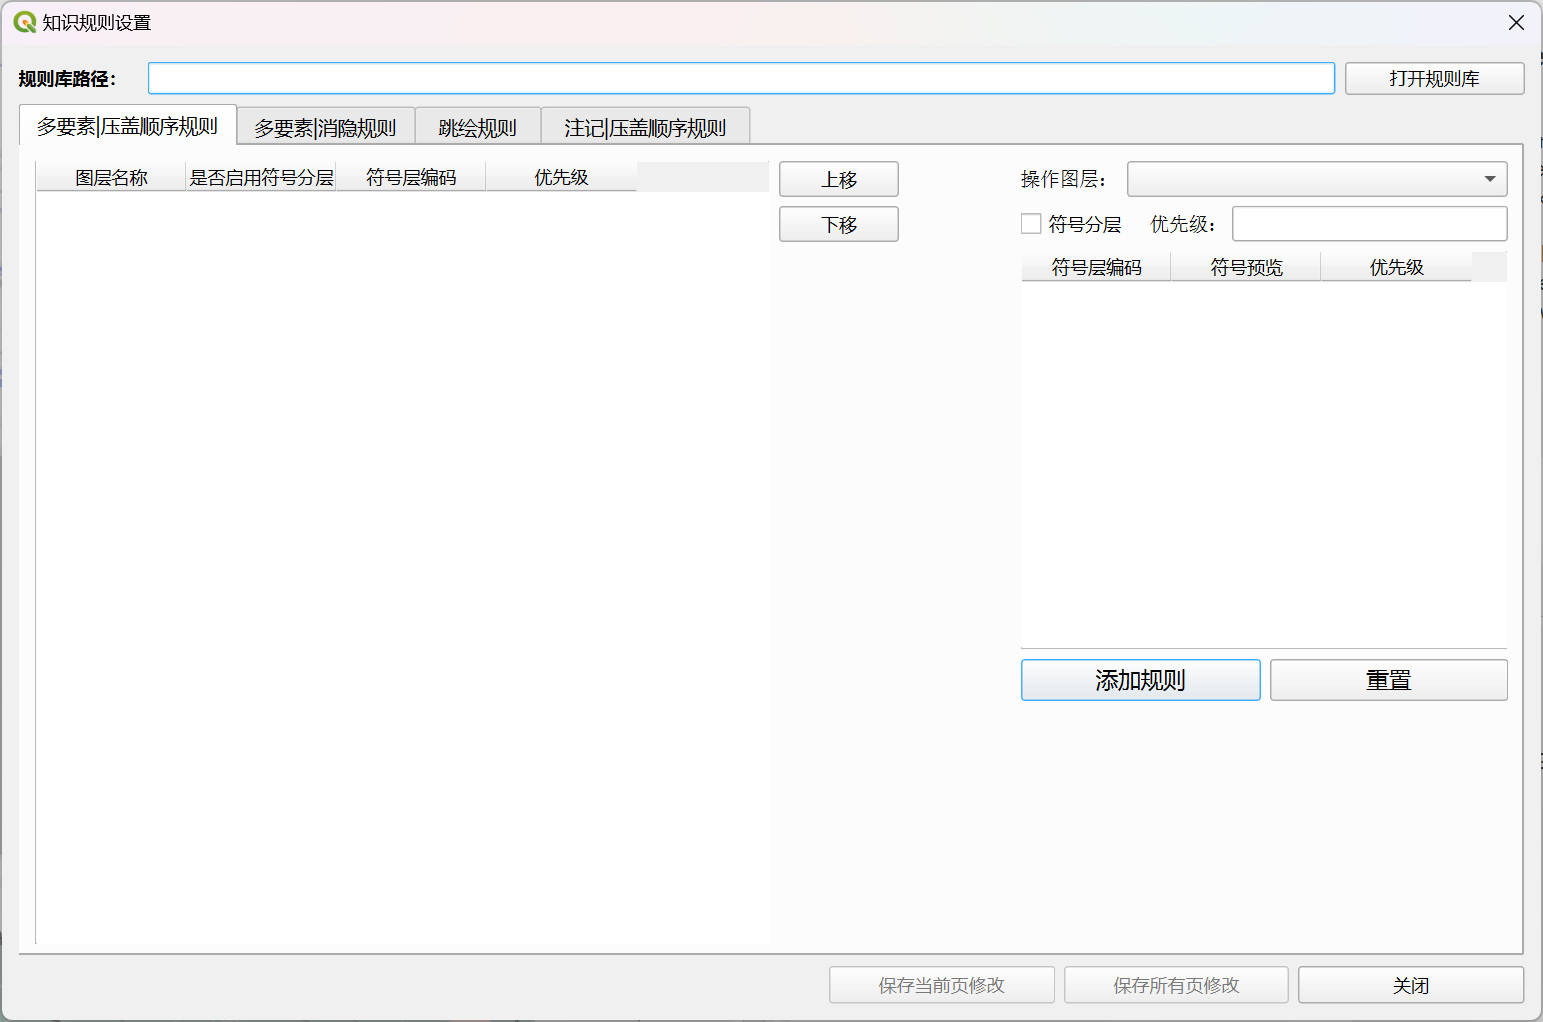 知识规则设置
规则库路径：
打开规则库
多要素|压盖顺序规则
多要素|消隐规则
跳绘规则
注记|压盖顺序规则
图层名称
是否启用符号分层
符号层编码
优先级
上移
下移
操作图层：
符号分层
优先级：
符号层编码
符号预览
优先级
添加规则
重置
保存当前页修改
保存所有页修改
关闭